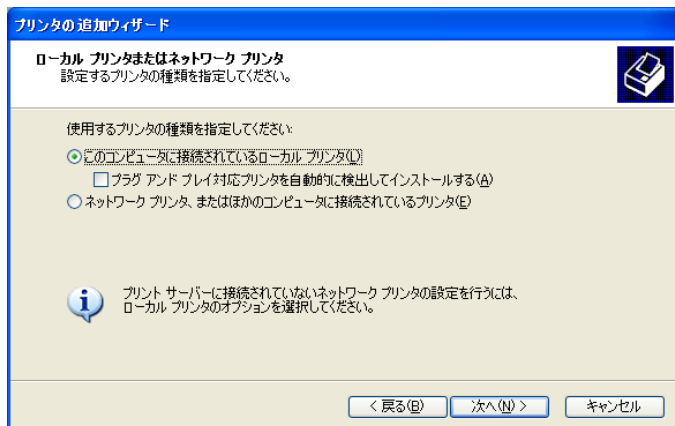 プリンタの追加ウィザード
ローカル プリンタまたはネットワーク プリンタ
設定するプリンタの種類を指定してください。
使用するプリンタの種類を指定してください:
このコンピュータに接続されているローカル プリンタ(L)
プラグ アンド プレイ対応プリンタを自動的に検出してインストールする(A)
ネットワーク プリンタ、またはほかのコンピュータに接続されているプリンタ(E)
プリント サーバーに接続されていないネットワーク プリンタの設定を行うには、
ローカル プリンタのオプションを選択してください。
< 戻る(B) 次へ(N) > キャンセル